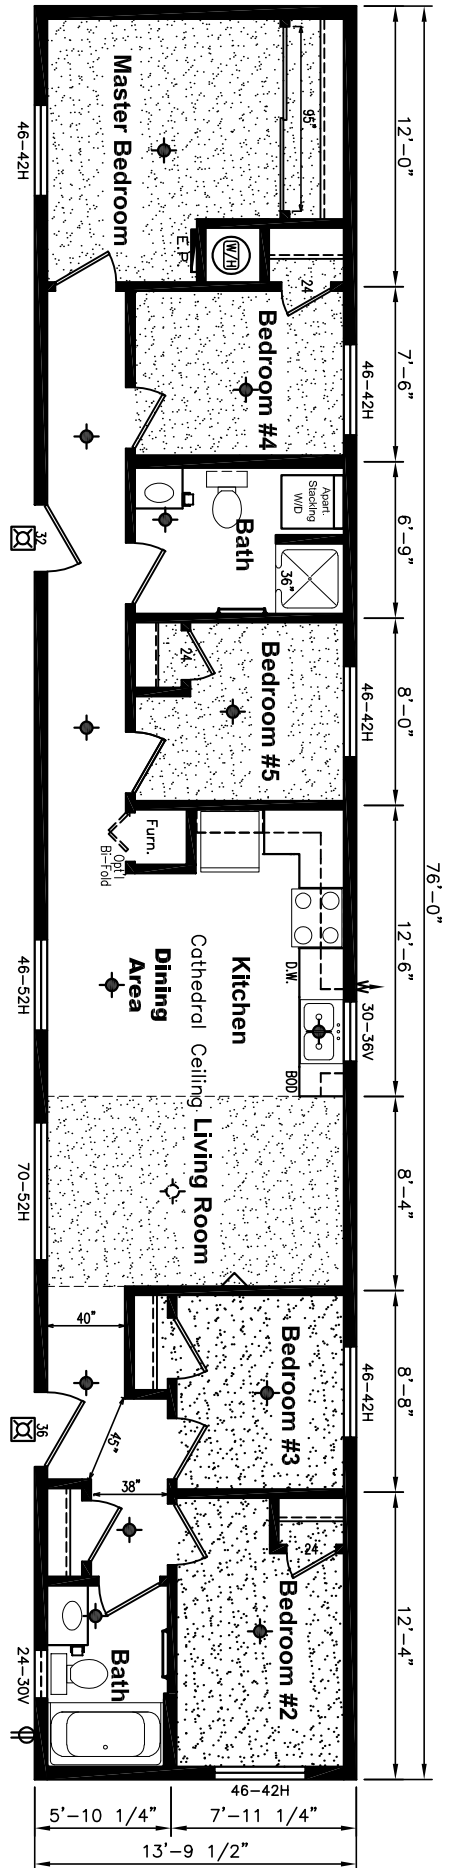 76'-0"
12'-0"
7'-6"
6'-9"
8'-0"
12'-6"
8'-4"
8'-8"
12'-4"
46-42H
46-42H
30-36V
46-42H
95"
24
Master Bedroom
W/H
E.P.
Bedroom #4
Apart.
Stacking
W/D
36"
Bath
Bedroom #5
24
Furn.
Opt'l
Bi-Fold
D.W.
BOD
Kitchen
Cathedral Ceiling
Dining
Area
Living Room
Bedroom #3
24
Bedroom #2
40"
45"
38"
Bath
46-42H
32
46-52H
70-52H
36
24-30V
46-42H
5'-10 1/4"
7'-11 1/4"
13'-9 1/2"